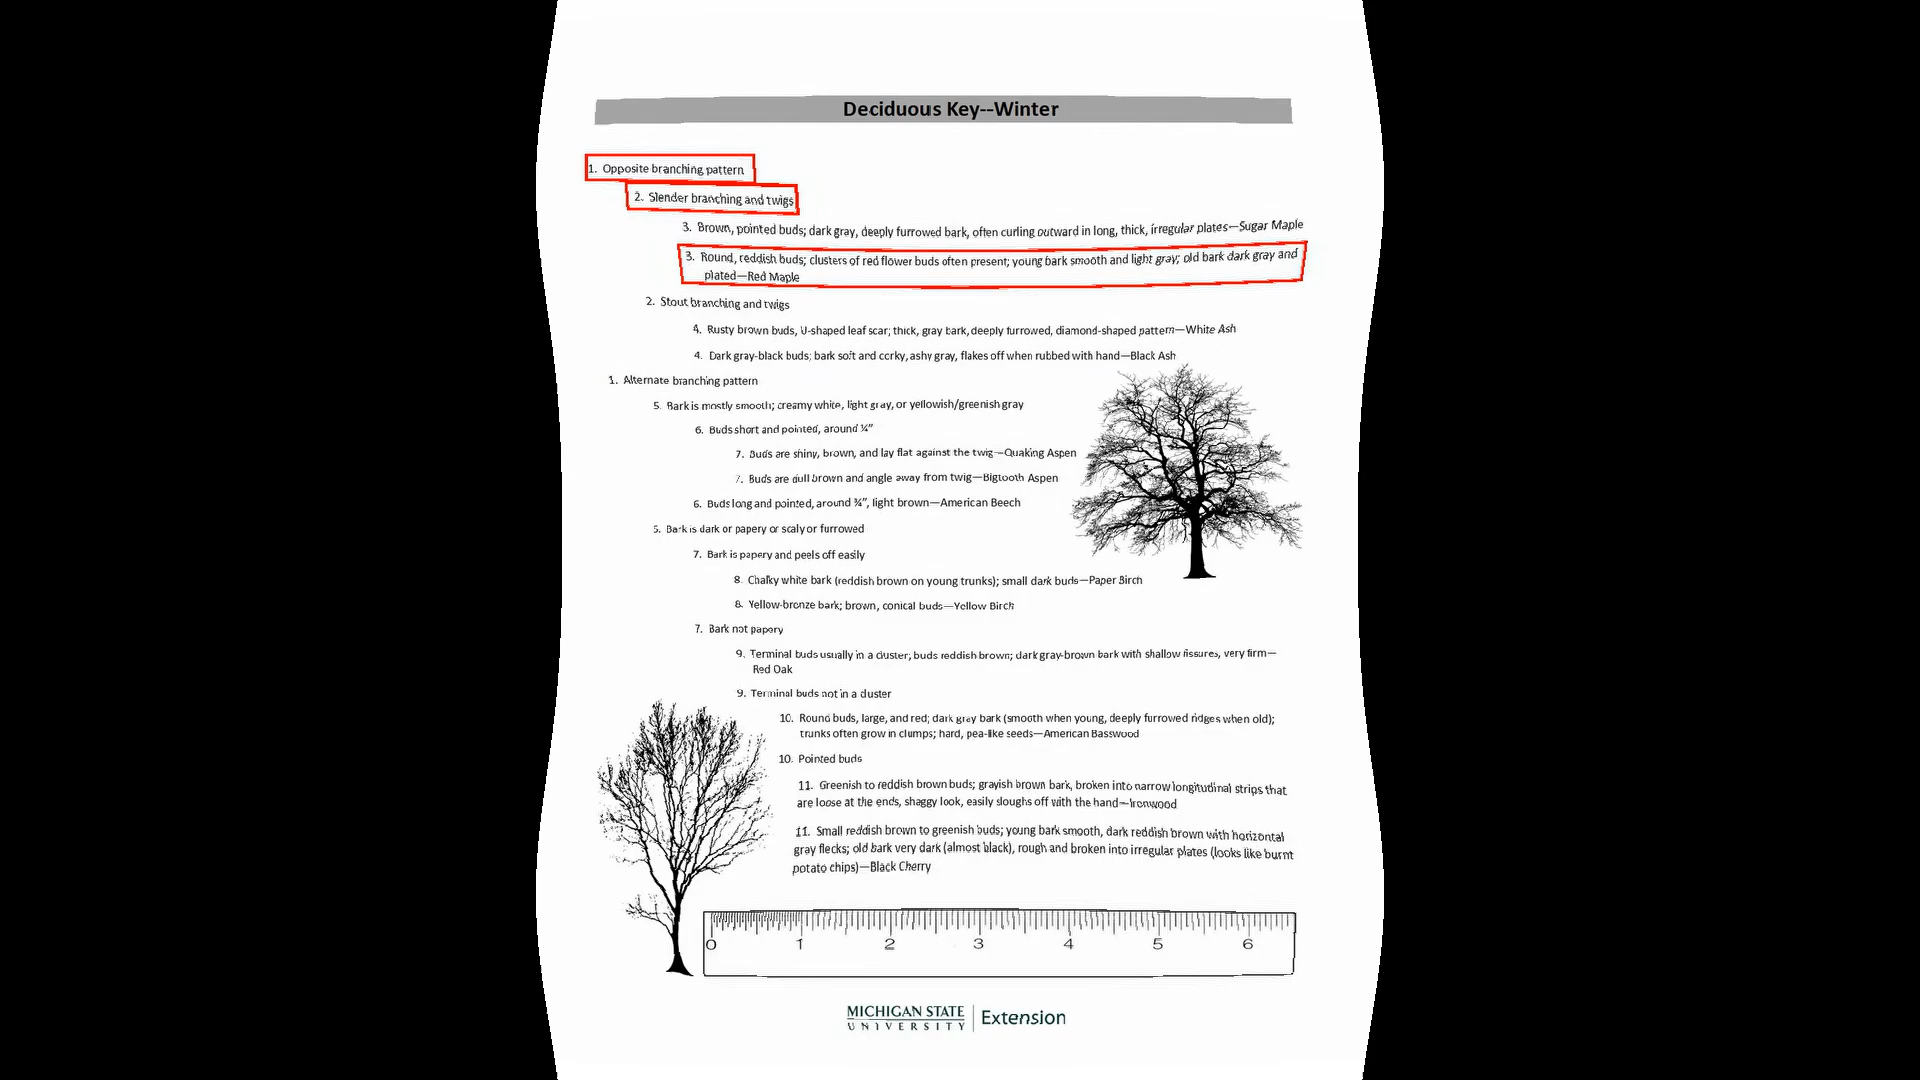 Deciduous Key--Winter
1. Opposite branching pattern
2. Slender branching and twigs
3. Brown, pointed buds; dark gray, deeply furrowed bark, often curling outward in long, thick, irregular plates—Sugar Maple
3. Round, reddish buds; clusters of red flower buds often present; young bark smooth and light gray; old bark dark gray and
plated—Red Maple
2. Stout branching and twigs
4. Rusty brown buds, U-shaped leaf scar; thick, gray bark, deeply furrowed, diamond-shaped pattern—White Ash
4. Dark gray-black buds; bark soft and corky, ashy gray, flakes off when rubbed with hand—Black Ash
1. Alternate branching pattern
5. Bark is mostly smooth; creamy white, light gray, or yellowish/greenish gray
6. Buds short and pointed, around ¼”
7. Buds are shiny, brown, and lay flat against the twig—Quaking Aspen
7. Buds are dull brown and angle away from twig—Bigtooth Aspen
6. Buds long and pointed, around ¾”, light brown—American Beech
5. Bark is dark or papery or scaly or furrowed
7. Bark is papery and peels off easily
8. Chalky white bark (reddish brown on young trunks); small dark buds—Paper Birch
8. Yellow-bronze bark; brown, conical buds—Yellow Birch
7. Bark not papery
9. Terminal buds usually in a cluster; buds reddish brown; dark gray-brown bark with shallow fissures, very firm—
Red Oak
9. Terminal buds not in a cluster
10. Round buds, large, and red; dark gray bark (smooth when young, deeply furrowed ridges when old);
trunks often grow in clumps; hard, pea-like seeds—American Basswood
10. Pointed buds
11. Greenish to reddish brown buds; grayish brown bark, broken into narrow longitudinal strips that
are loose at the ends, shaggy look, easily sloughs off with the hand—Ironwood
11. Small reddish brown to greenish buds; young bark smooth, dark reddish brown with horizontal
gray flecks; old bark very dark (almost black), rough and broken into irregular plates (looks like burnt
potato chips)—Black Cherry
0 1 2 3 4 5 6
MICHIGAN STATE
UNIVERSITY
Extension